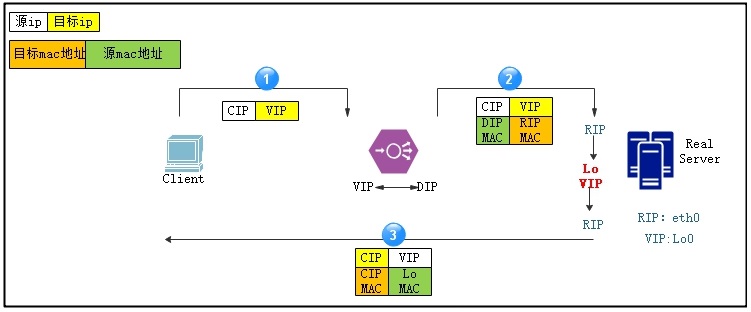 源ip 目标ip
目标mac地址 源mac地址
1
2
CIP VIP
CIP VIP
DIP MAC RIP MAC
RIP
Lo
VIP
RIP
Real
Server
Client
VIP DIP
RIP: eth0
VIP:Lo0
3
CIP VIP
CIP MAC Lo MAC